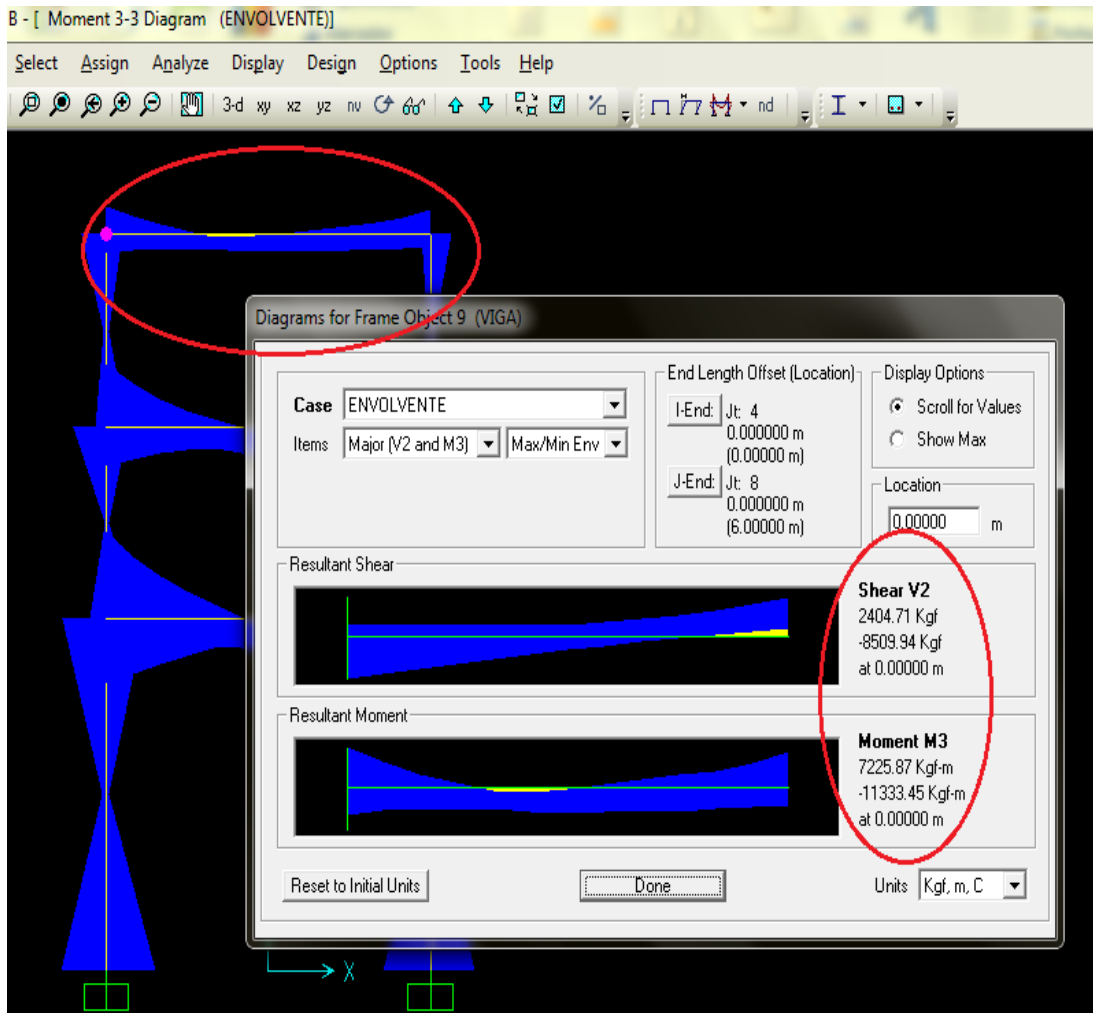 B - [ Moment 3-3 Diagram (ENVOLVENTE)]
Select Assign Analyze Display Design Options Tools Help
3-d xy xz yz nv nd
Diagrams for Frame Object 9 (VIGA)
Case ENVOLVENTE
Items Major (V2 and M3) Max/Min Env
End Length Offset (Location)
I-End: Jt: 4
0.000000 m
(0.00000 m)
J-End: Jt: 8
0.000000 m
(6.00000 m)
Display Options
Scroll for Values
Show Max
Location
0.00000 m
Resultant Shear
Shear V2
2404.71 Kgf
-8509.94 Kgf
at 0.00000 m
Resultant Moment
Moment M3
7225.87 Kgf-m
-11333.45 Kgf-m
at 0.00000 m
Reset to Initial Units
Done
Units Kgf, m, C
X